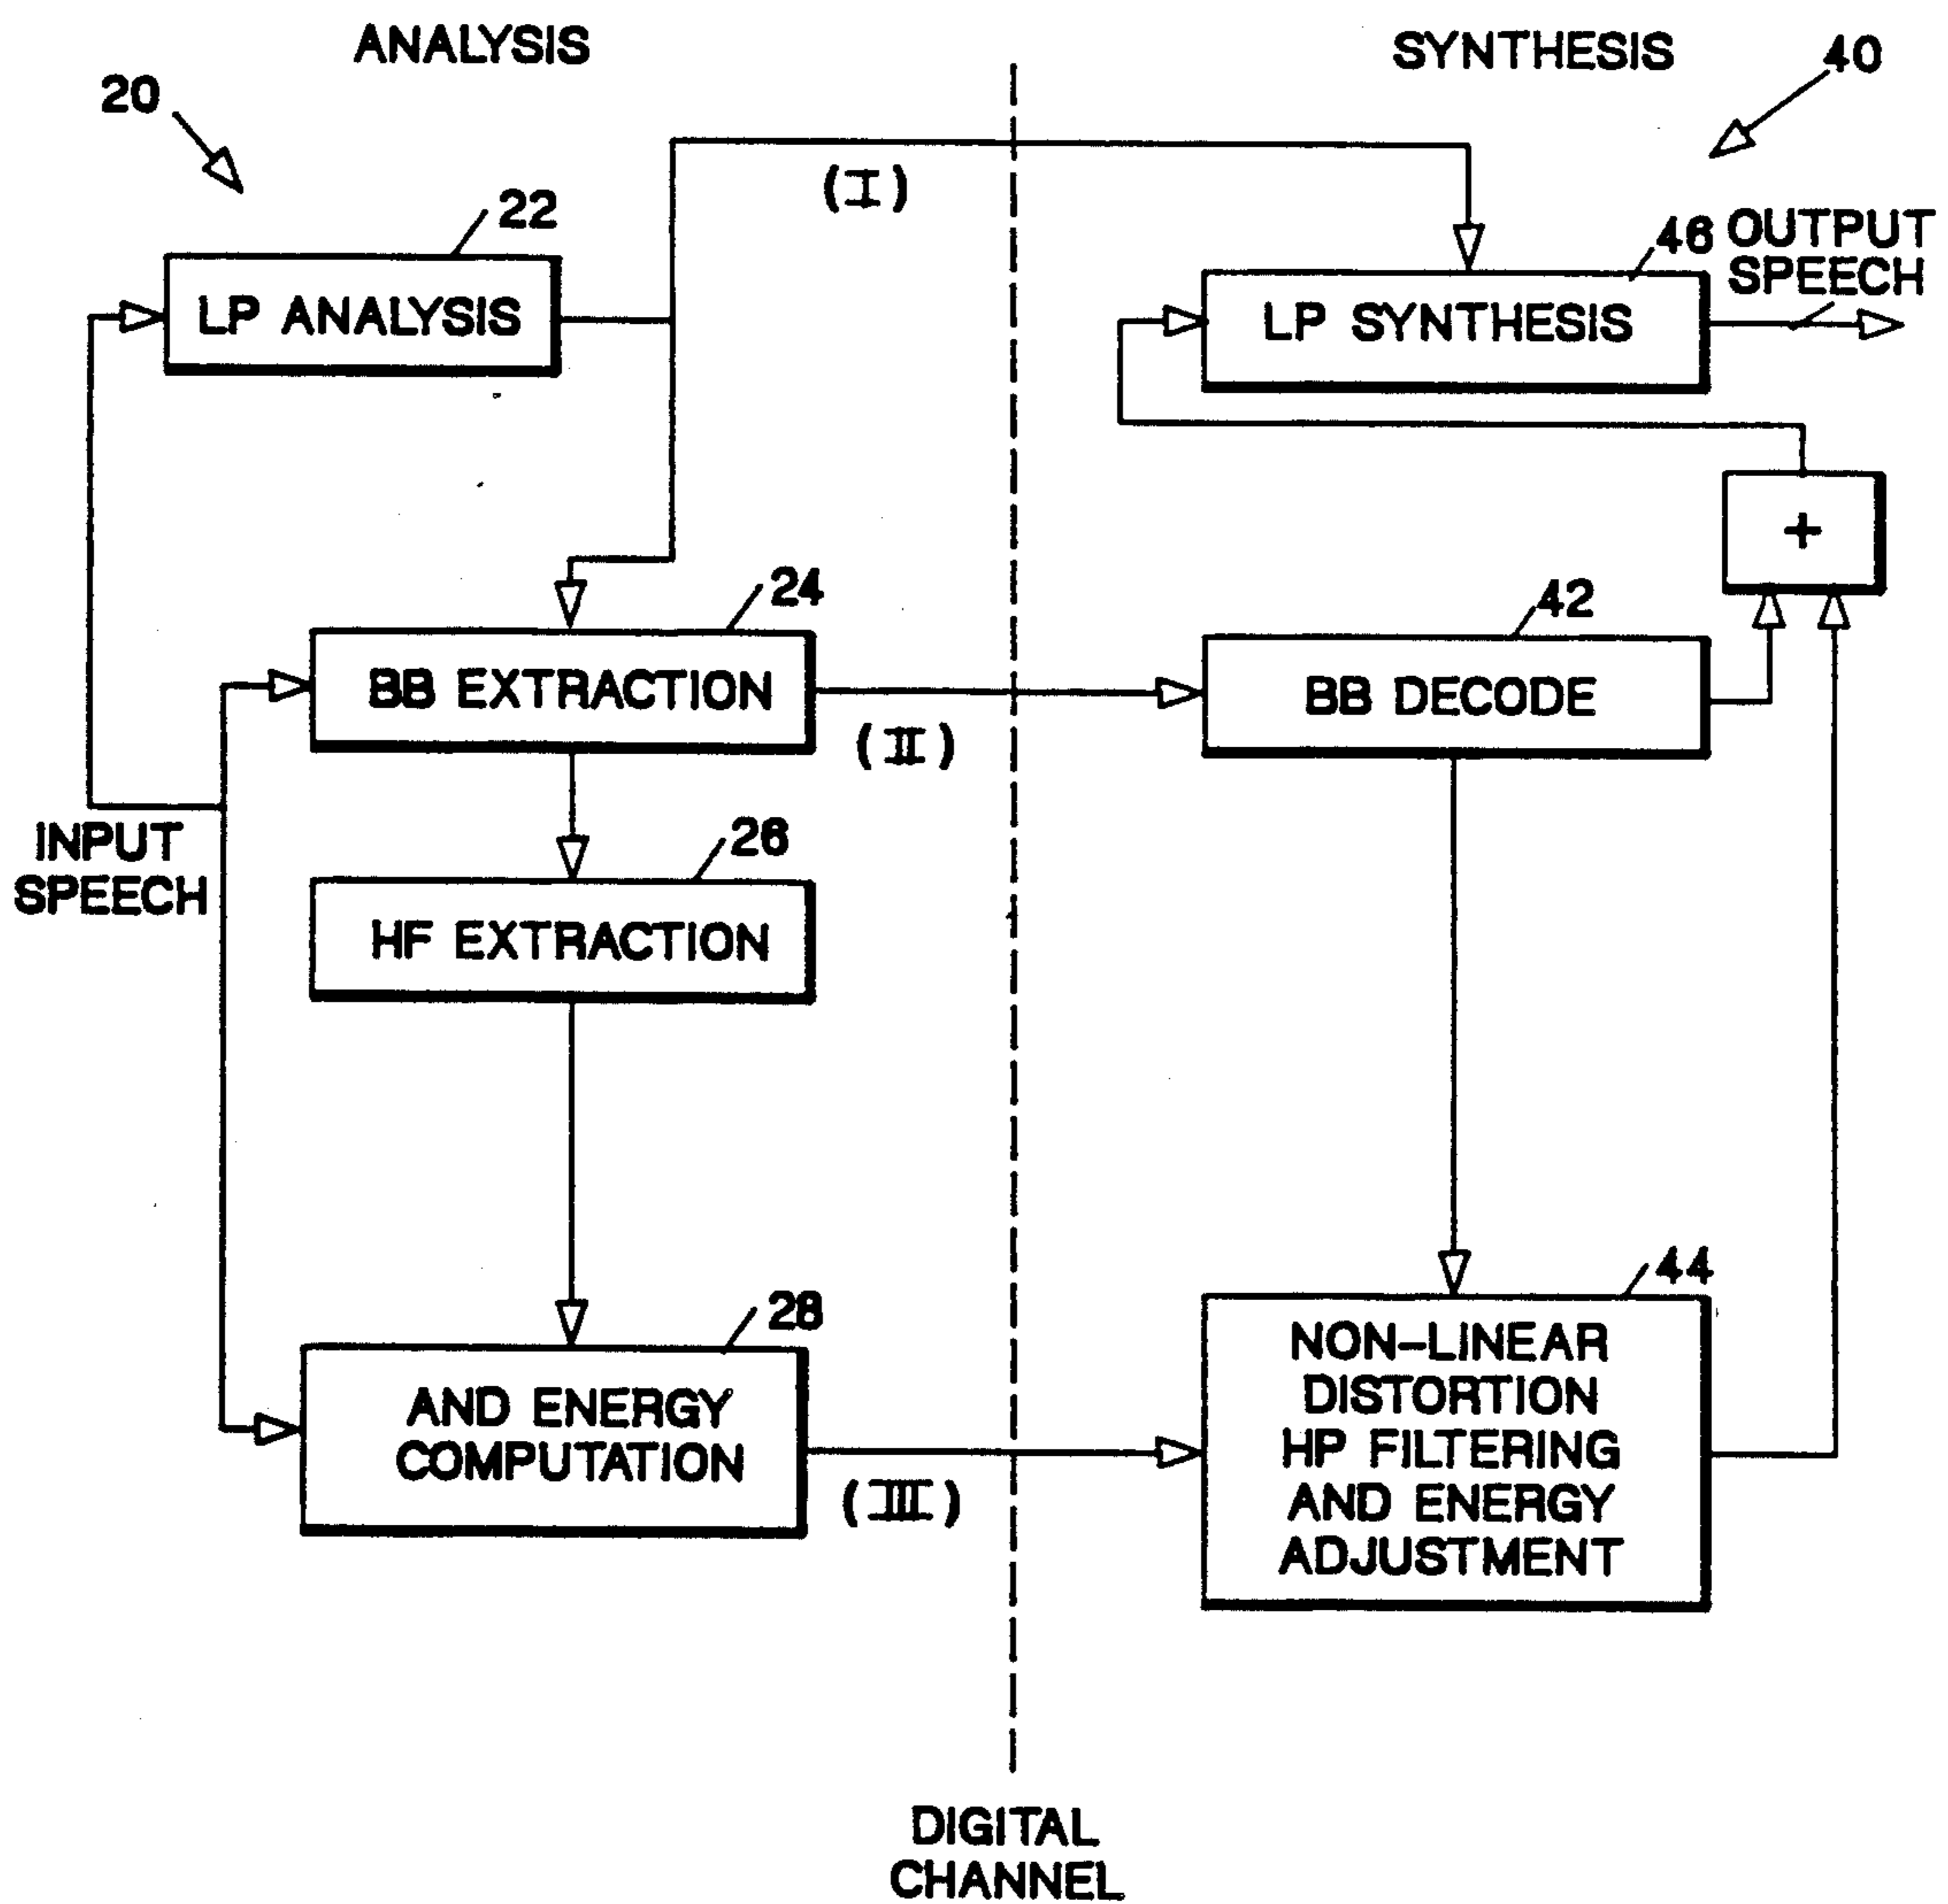 ANALYSIS
SYNTHESIS
20
40
(I)
22
46
OUTPUT
SPEECH
LP ANALYSIS
LP SYNTHESIS
+
24
42
BB EXTRACTION
BB DECODE
(II)
INPUT
SPEECH
26
HF EXTRACTION
28
44
AND ENERGY
COMPUTATION
(III)
NON-LINEAR
DISTORTION
HP FILTERING
AND ENERGY
ADJUSTMENT
DIGITAL
CHANNEL